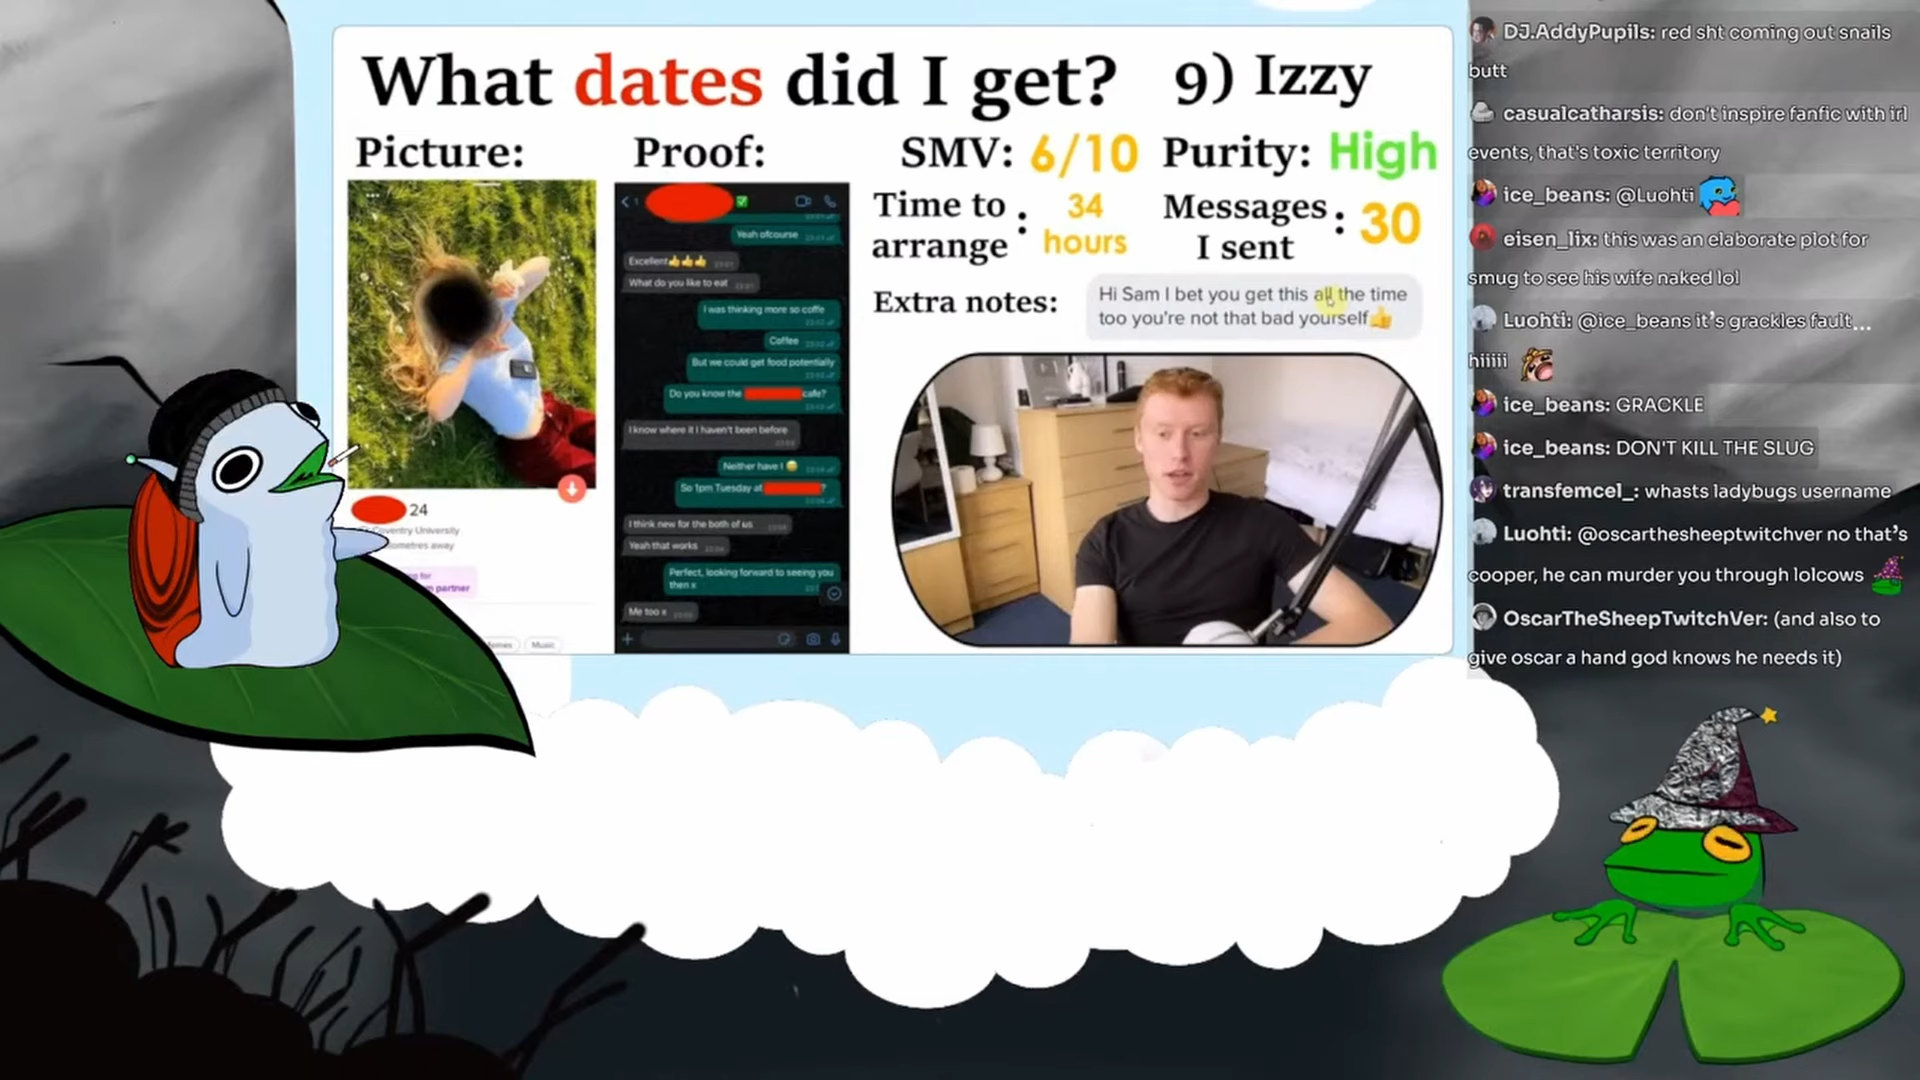 What dates did I get?
9) Izzy
Picture:
Proof:
SMV: 6/10
Purity: High
Time to arrange : 34 hours
Messages I sent : 30
Extra notes:
Hi Sam I bet you get this all the time
too you're not that bad yourself👍
24
Coventry University
ometres away
partner
Music
1
Yeah ofcourse
Excellent👍👍👍
What do you like to eat
I was thinking more so coffe
Coffee
But we could get food potentially
Do you know the cafe?
I know where it I haven't been before
Neither have I
So 1pm Tuesday at ?
I think new for the both of us
Yeah that works
Perfect, looking forward to seeing you
then x
Me too x
DJ.AddyPupils: red sht coming out snails
butt
casualcatharsis: don't inspire fanfic with irl
events, that's toxic territory
ice_beans: @Luohti
eisen_lix: this was an elaborate plot for
smug to see his wife naked lol
Luohti: @ice_beans it's grackles fault...
hiiiii
ice_beans: GRACKLE
ice_beans: DON'T KILL THE SLUG
transfemcel_: whasts ladybugs username
Luohti: @oscarthesheeptwitchver no that's
cooper, he can murder you through lolcows
OscarTheSheepTwitchVer: (and also to
give oscar a hand god knows he needs it)